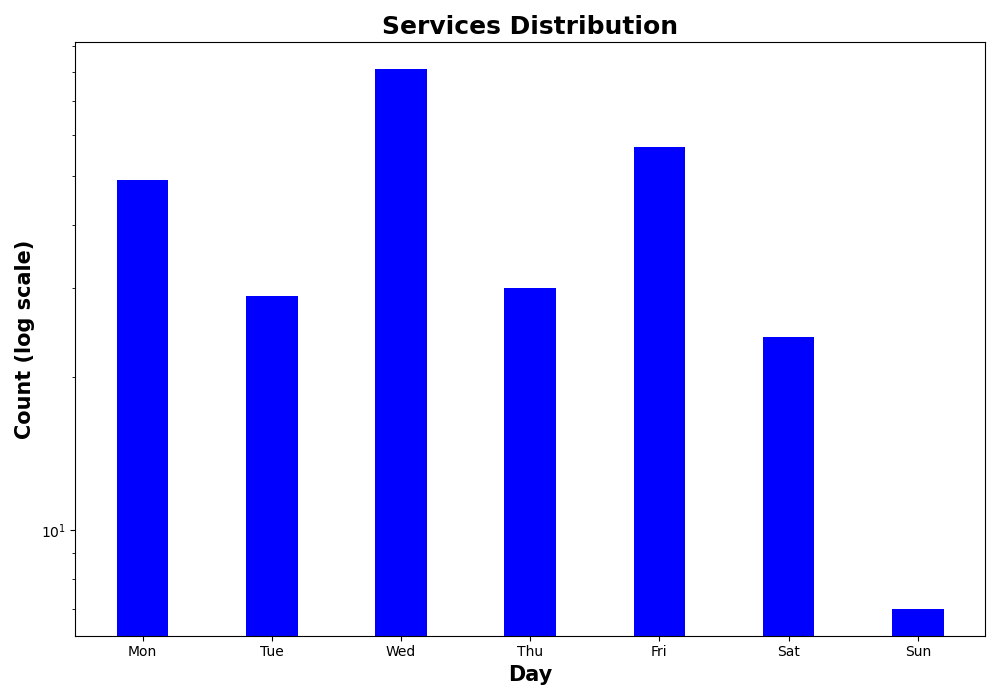 Services Distribution
Count (log scale)
10¹
Mon Tue Wed Thu Fri Sat Sun
Day